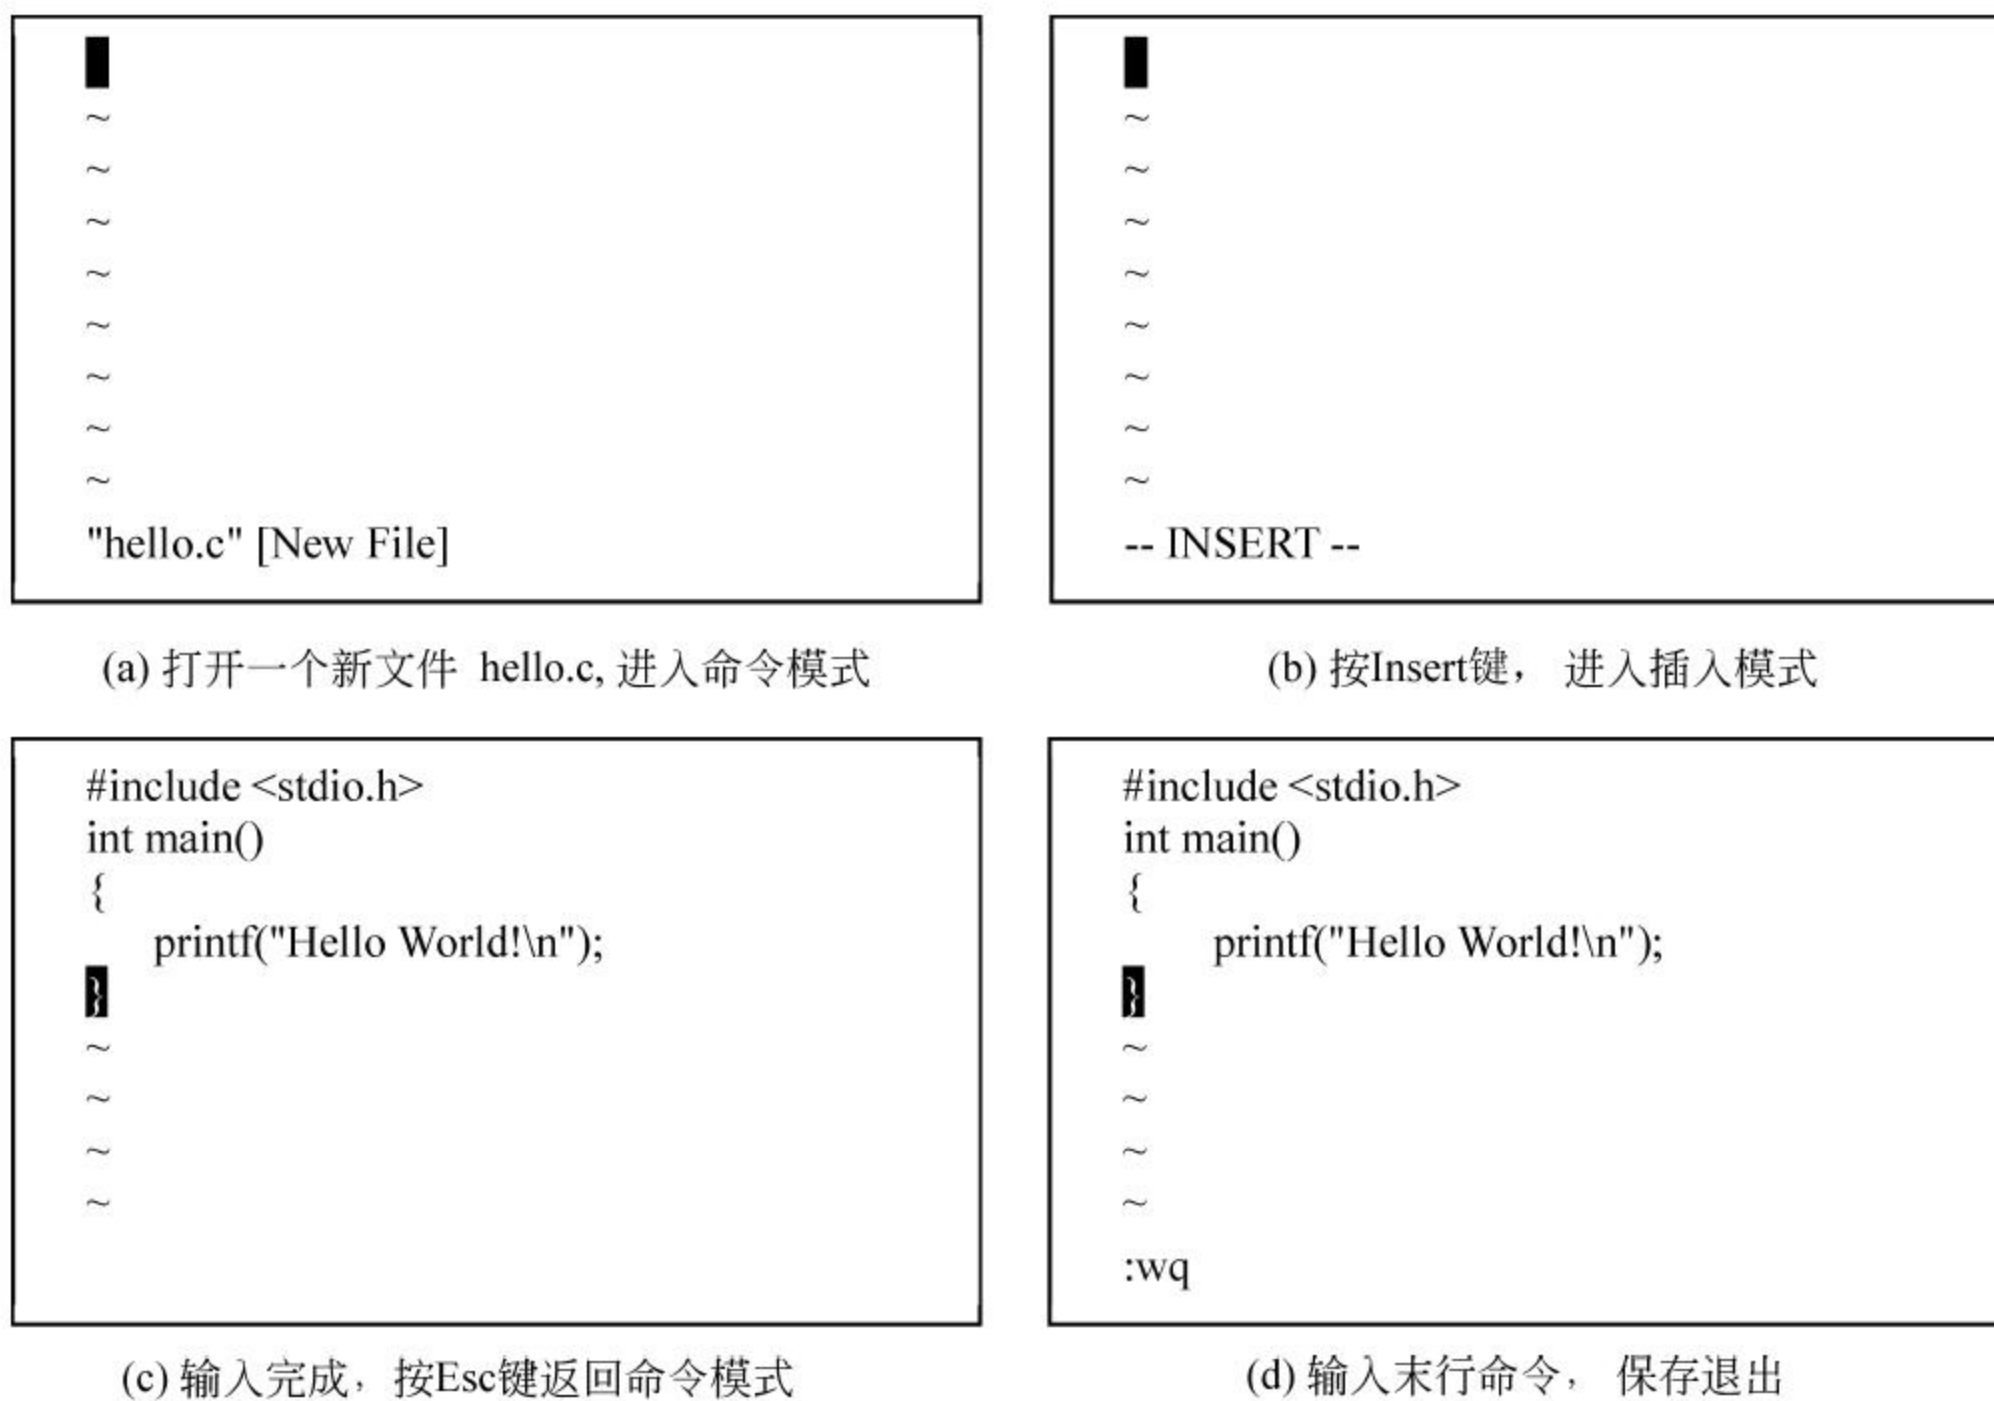 ~
~
~
~
~
~
~
~
"hello.c" [New File]
(a) 打开一个新文件 hello.c, 进入命令模式
~
~
~
~
~
~
~
~
-- INSERT --
(b) 按Insert键， 进入插入模式
#include <stdio.h>
int main()
{
printf("Hello World!\n");
}
~
~
~
~
(c) 输入完成，按Esc键返回命令模式
#include <stdio.h>
int main()
{
printf("Hello World!\n");
}
~
~
~
~
:wq
(d) 输入末行命令， 保存退出